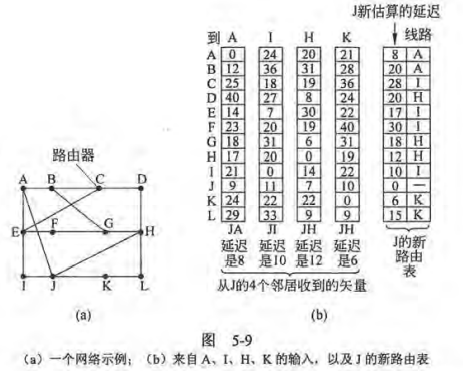 路由器
A B C D
E F G H
I J K L
(a)
J新估算的延迟
到 A I H K 线路
A 0 24 20 21 8 A
B 12 36 31 28 20 A
C 25 18 19 36 28 I
D 40 27 8 24 20 H
E 14 7 30 22 17 I
F 23 20 19 40 30 I
G 18 31 6 31 18 H
H 17 20 0 19 12 H
I 21 0 14 22 10 I
J 9 11 7 10 0 —
K 24 22 22 0 6 K
L 29 33 9 9 15 K
JA JI JH JH
延迟 延迟 延迟 延迟
是8 是10 是12 是6
J的新
路由
表
从J的4个邻居收到的矢量
(b)
图 5-9
(a)一个网络示例；(b)来自A、I、H、K的输入，以及J的新路由表